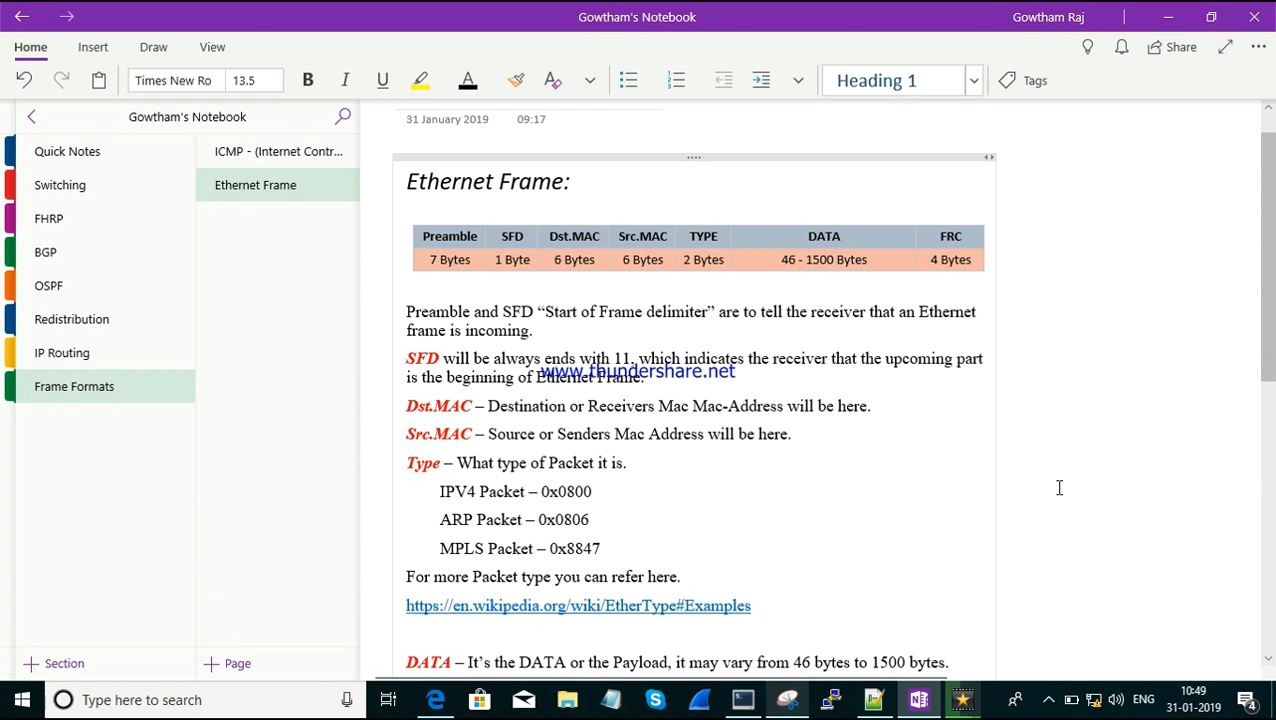 Gowtham's Notebook
Gowtham Raj
Home Insert Draw View
Share
Times New Ro 13.5 B I U A Heading 1 Tags
Gowtham's Notebook
Quick Notes
Switching
FHRP
BGP
OSPF
Redistribution
IP Routing
Frame Formats
Section
ICMP - (Internet Contr...
Ethernet Frame
Page
31 January 2019 09:17
Ethernet Frame:
Preamble SFD Dst.MAC Src.MAC TYPE DATA FRC
7 Bytes 1 Byte 6 Bytes 6 Bytes 2 Bytes 46 - 1500 Bytes 4 Bytes
Preamble and SFD “Start of Frame delimiter” are to tell the receiver that an Ethernet
frame is incoming.
SFD will be always ends with 11, which indicates the receiver that the upcoming part
www.thundershare.net
is the beginning of Ethernet Frame.
Dst.MAC – Destination or Receivers Mac Mac-Address will be here.
Src.MAC – Source or Senders Mac Address will be here.
Type – What type of Packet it is.
IPV4 Packet – 0x0800
ARP Packet – 0x0806
MPLS Packet – 0x8847
For more Packet type you can refer here.
https://en.wikipedia.org/wiki/EtherType#Examples
DATA – It’s the DATA or the Payload, it may vary from 46 bytes to 1500 bytes.
Type here to search
ENG
10:49
31-01-2019
4